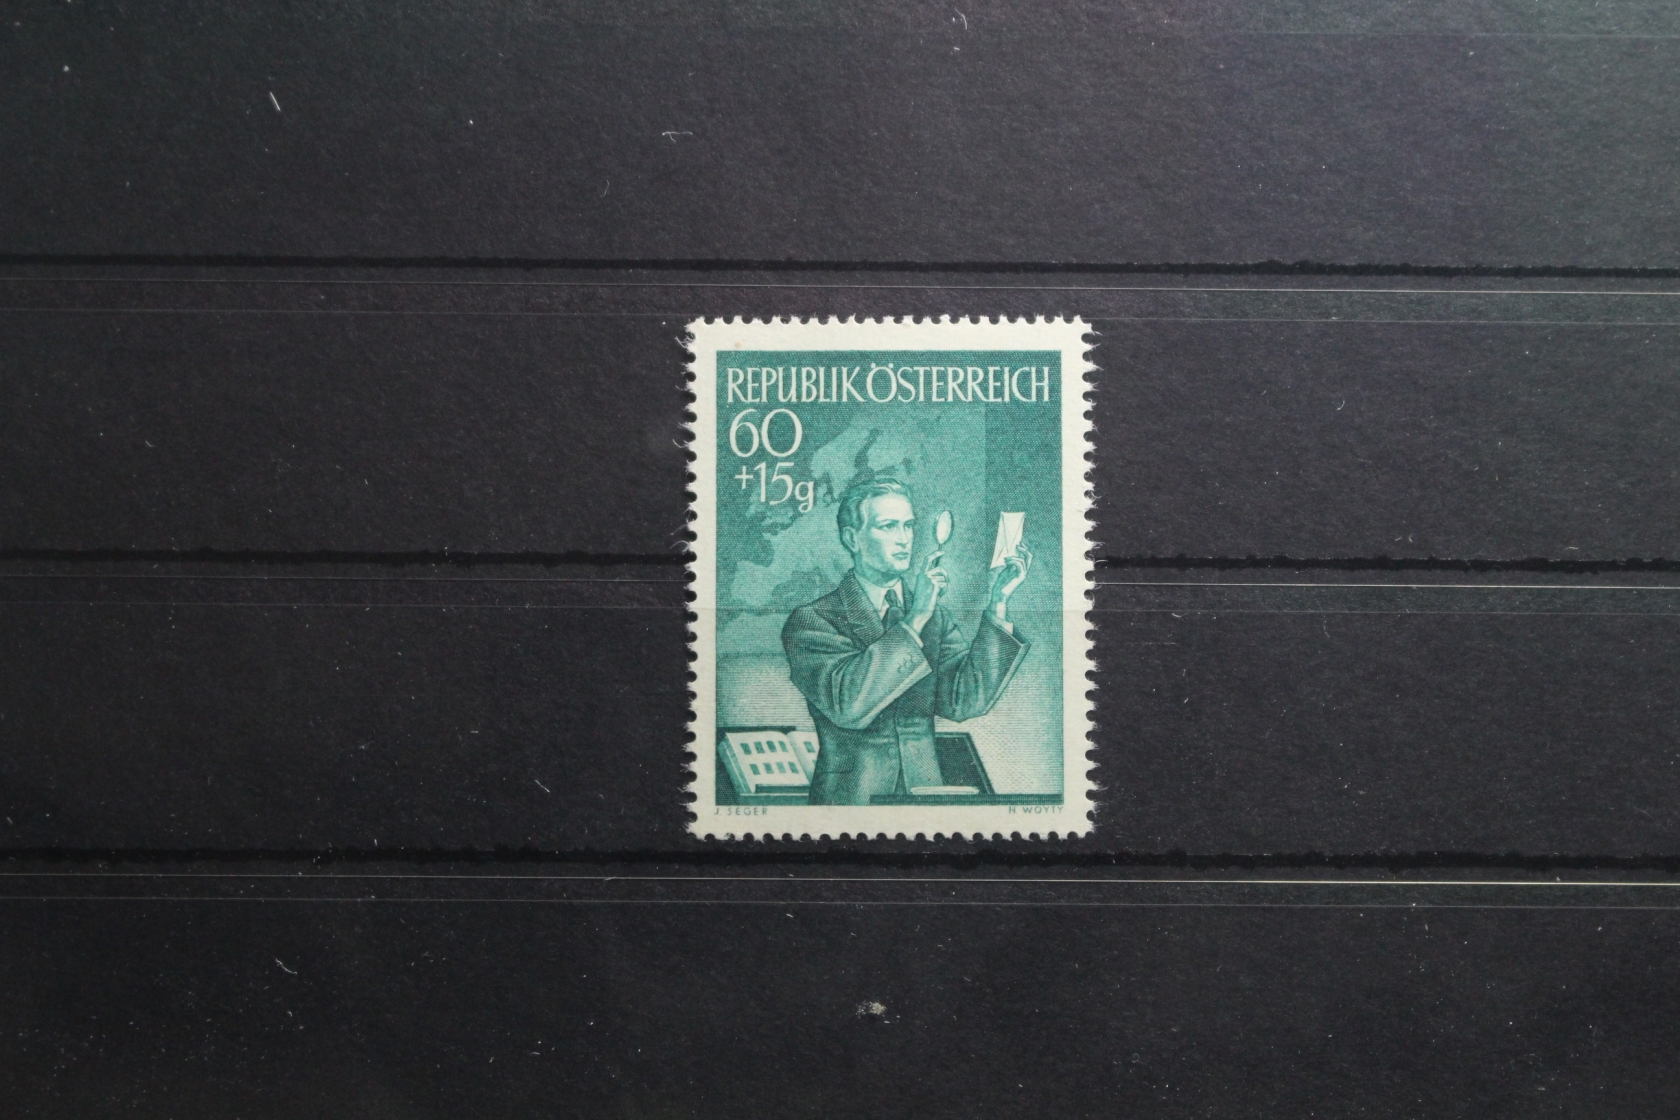 REPUBLIK ÖSTERREICH
60
+15g
J. SEGER
H. WOYTY